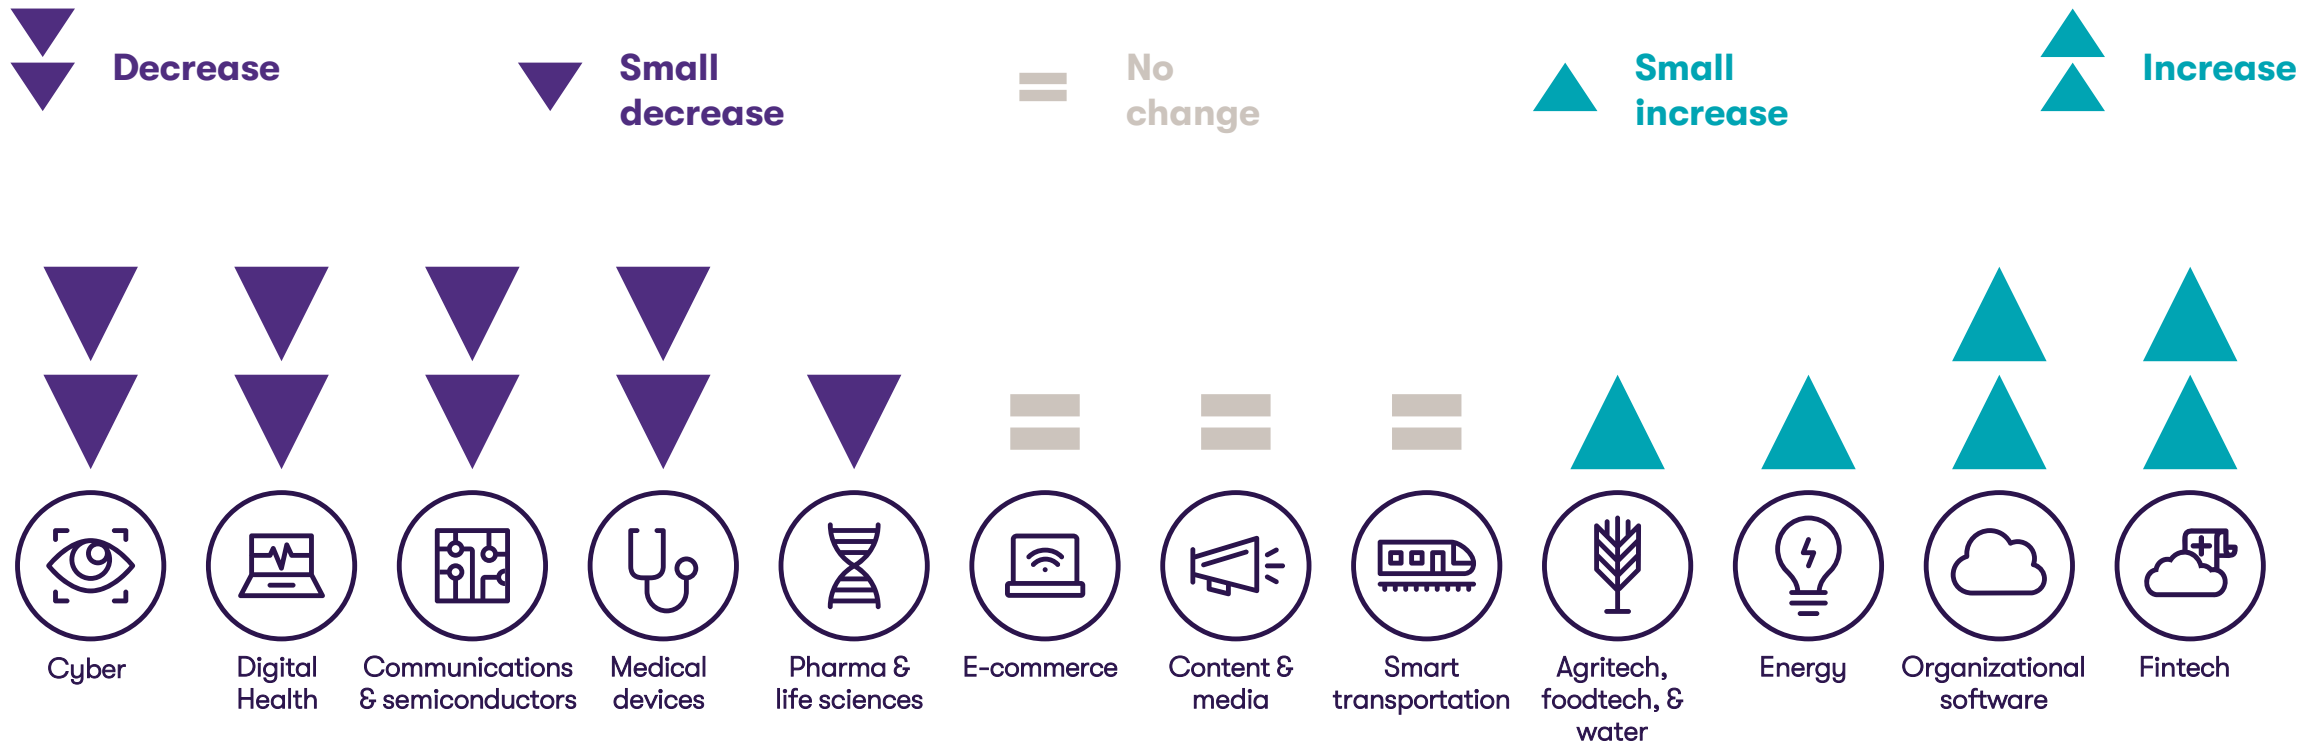 Decrease
Small
decrease
No
change
Small
increase
Increase
Cyber
Digital
Health
Communications
& semiconductors
Medical
devices
Pharma &
life sciences
E-commerce
Content &
media
Smart
transportation
Agritech,
foodtech, &
water
Energy
Organizational
software
Fintech